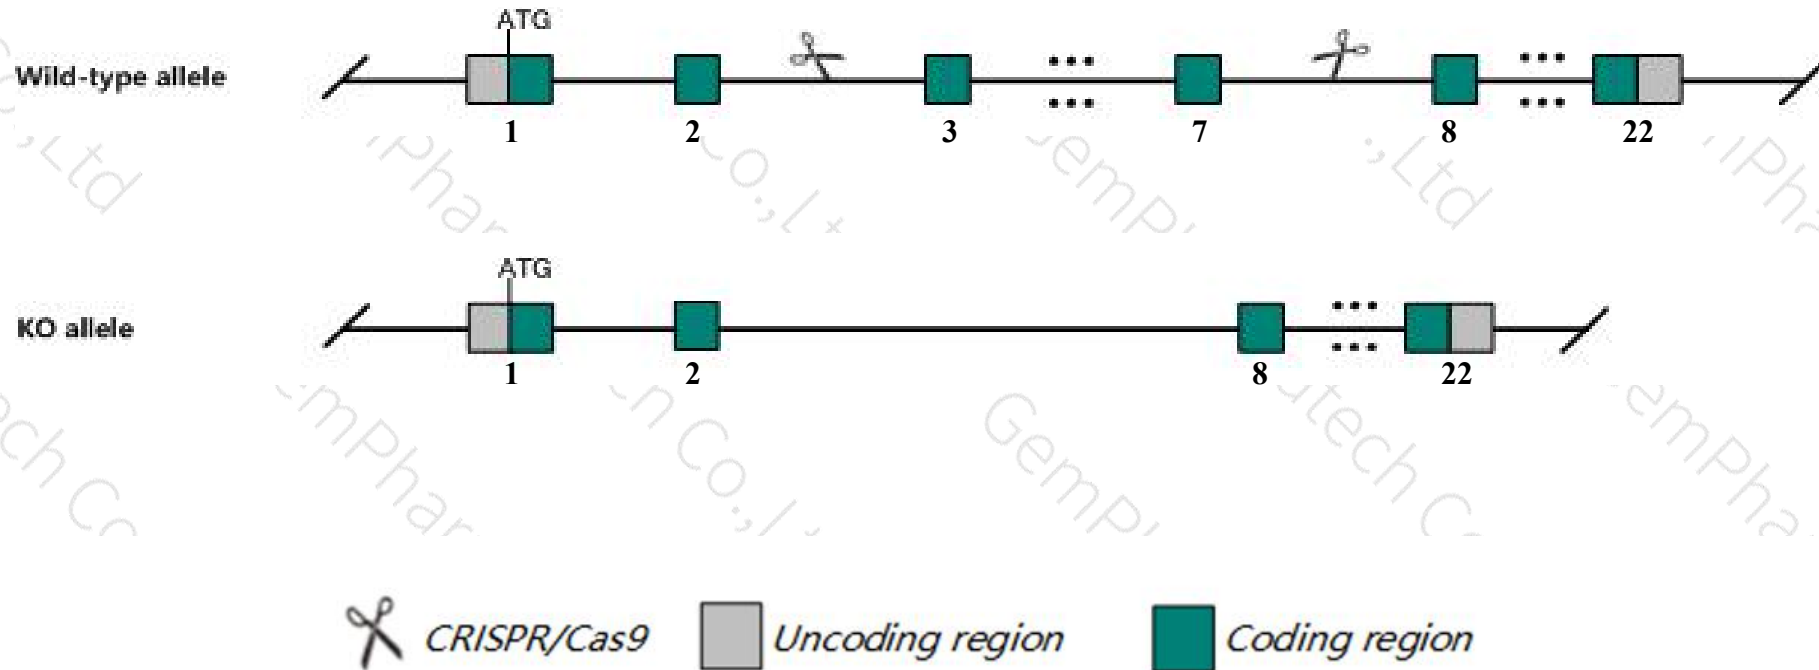 ATG
Wild-type allele
1 2 3 7 8 22
ATG
KO allele
1 2 8 22
CRISPR/Cas9 Uncoding region Coding region